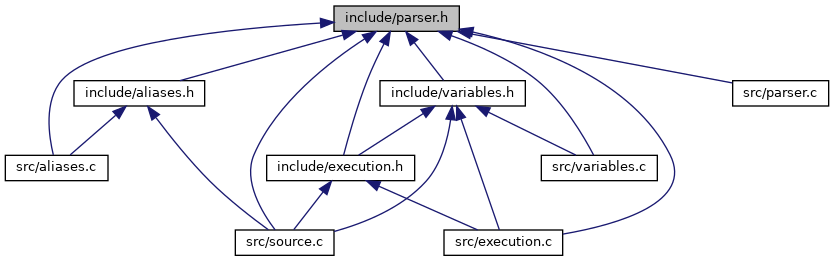 include/parser.h
include/aliases.h
include/variables.h
src/parser.c
src/aliases.c
include/execution.h
src/variables.c
src/source.c
src/execution.c